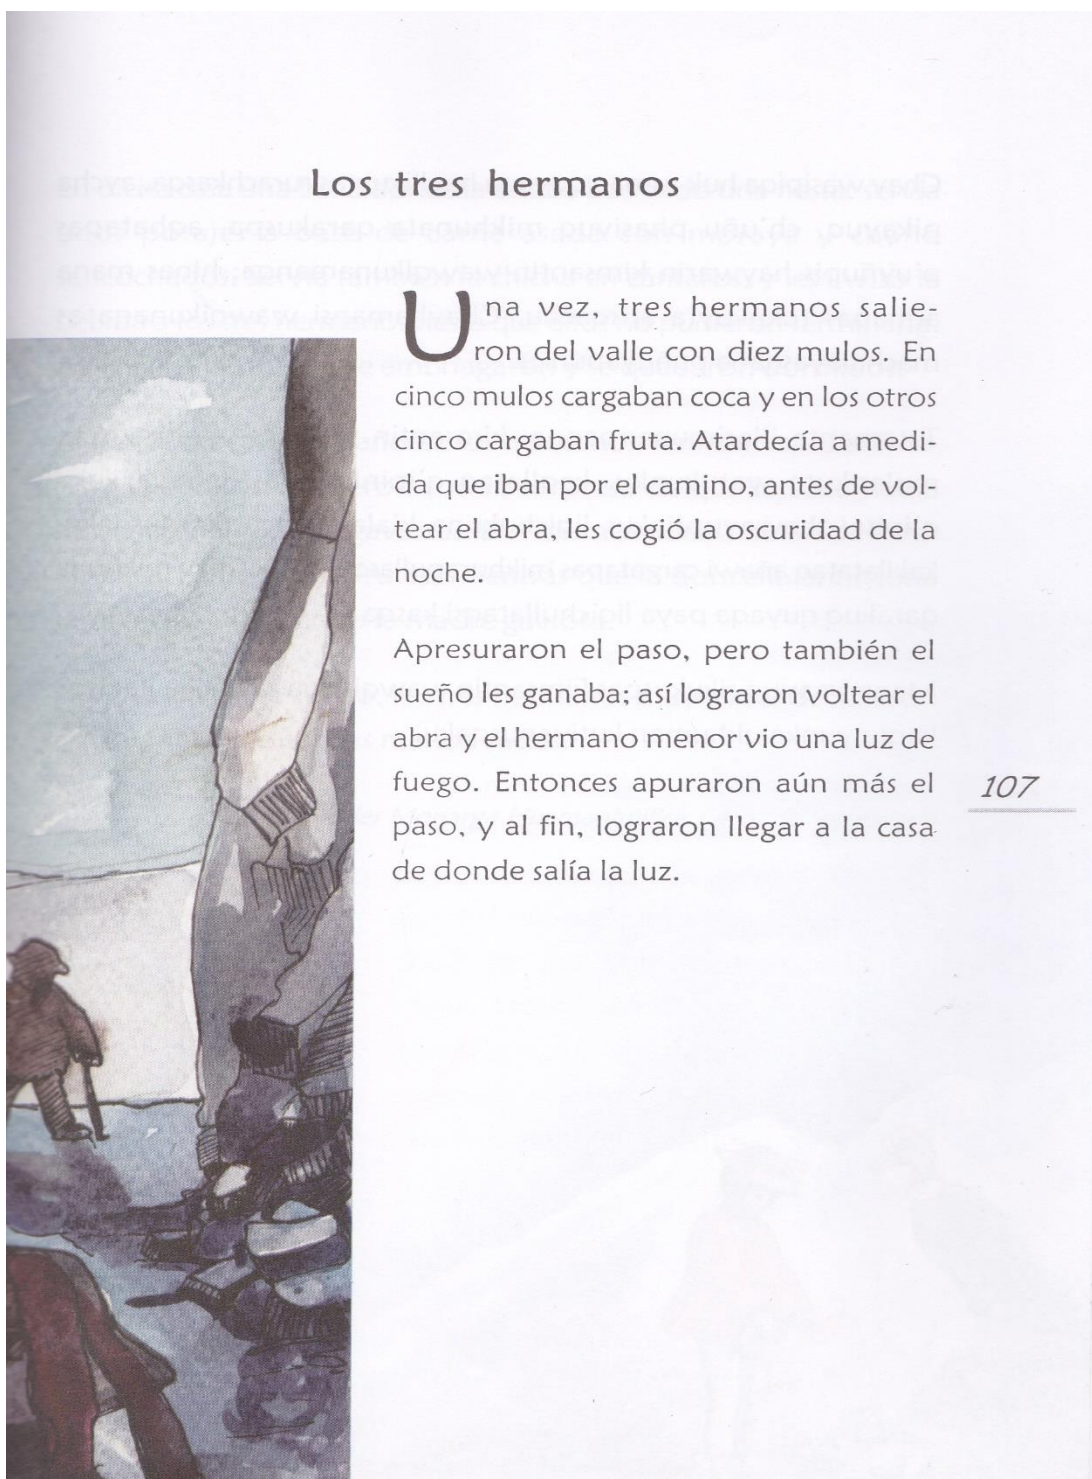 Los tres hermanos
Una vez, tres hermanos salie-
ron del valle con diez mulos. En
cinco mulos cargaban coca y en los otros
cinco cargaban fruta. Atardecía a medi-
da que iban por el camino, antes de vol-
tear el abra, les cogió la oscuridad de la
noche.
Apresuraron el paso, pero también el
sueño les ganaba; así lograron voltear el
abra y el hermano menor vio una luz de
fuego. Entonces apuraron aún más el
paso, y al fin, lograron llegar a la casa
de donde salía la luz.
107